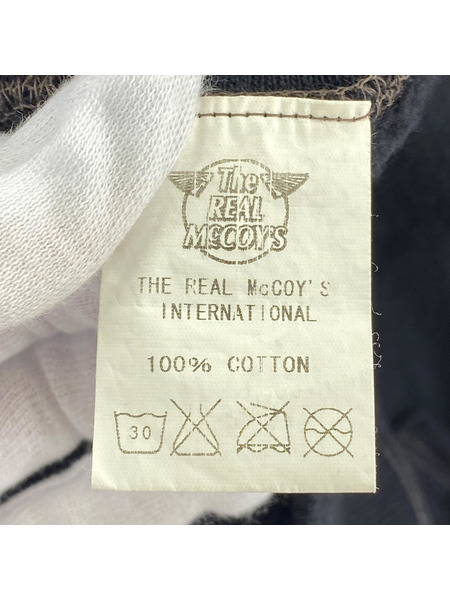 The
REAL
McCOY'S
THE REAL McCOY'S
INTERNATIONAL
100% COTTON
30